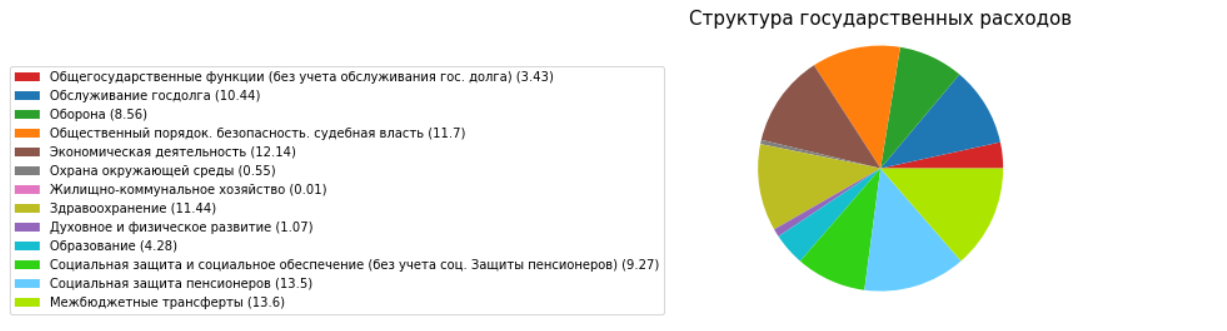 Структура государственных расходов
Общегосударственные функции (без учета обслуживания гос. долга) (3.43)
Обслуживание госдолга (10.44)
Оборона (8.56)
Общественный порядок. безопасность. судебная власть (11.7)
Экономическая деятельность (12.14)
Охрана окружающей среды (0.55)
Жилищно-коммунальное хозяйство (0.01)
Здравоохранение (11.44)
Духовное и физическое развитие (1.07)
Образование (4.28)
Социальная защита и социальное обеспечение (без учета соц. Защиты пенсионеров) (9.27)
Социальная защита пенсионеров (13.5)
Межбюджетные трансферты (13.6)